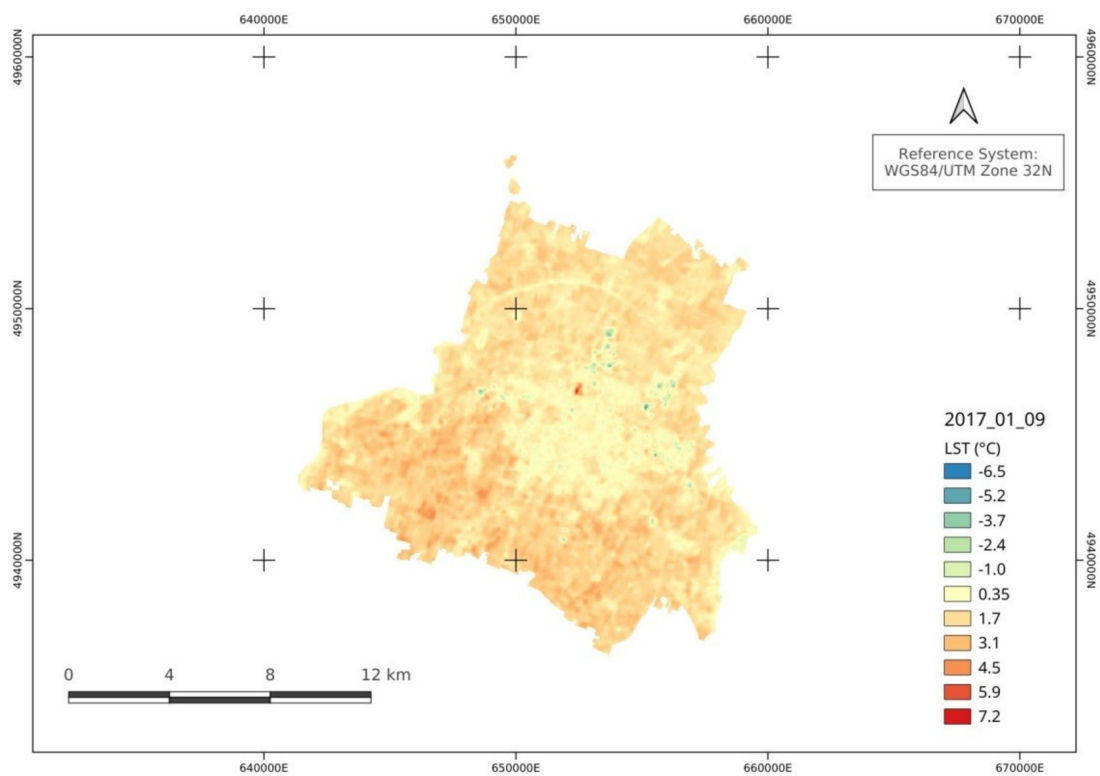 640000E 650000E 660000E 670000E
4960000N 4960000N
Reference System:
WGS84/UTM Zone 32N
4950000N 4950000N
2017_01_09
LST (°C)
-6.5
-5.2
-3.7
-2.4
-1.0
0.35
1.7
3.1
4.5
5.9
7.2
4940000N 4940000N
0 4 8 12 km
640000E 650000E 660000E 670000E